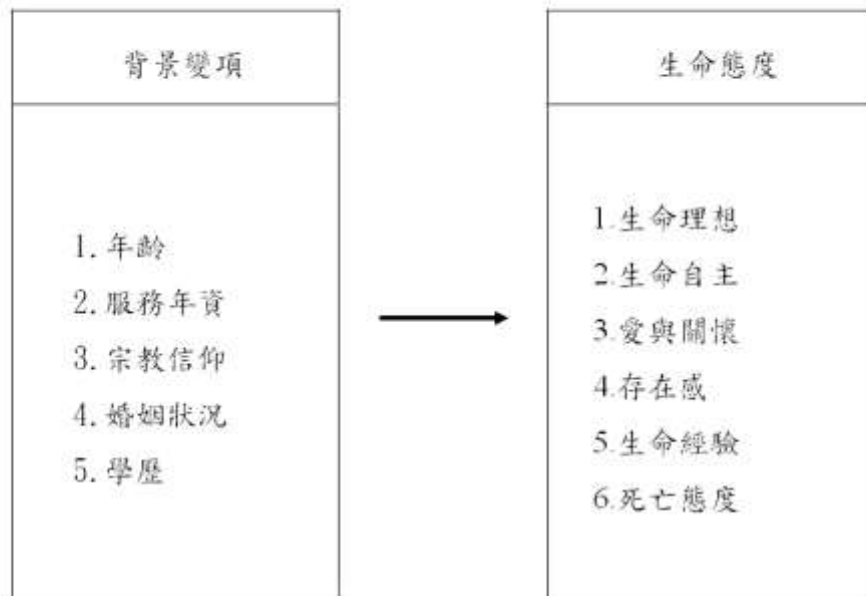 背景變項
1.年齡
2.服務年資
3.宗教信仰
4.婚姻狀況
5.學歷
生命態度
1.生命理想
2.生命自主
3.愛與關懷
4.存在感
5.生命經驗
6.死亡態度